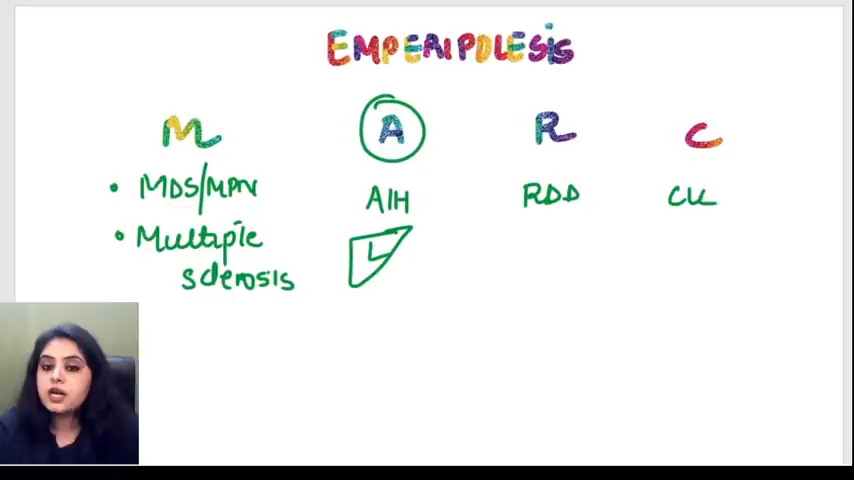 EMPERIPOLESIS
M A R C
• MDS/MPN AIH RDD CLL
• Multiple sclerosis
L